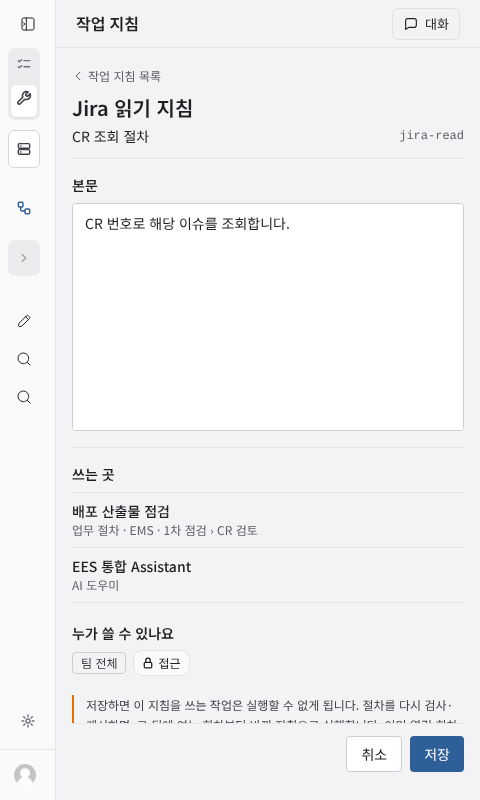 작업 지침
대화
작업 지침 목록
Jira 읽기 지침
CR 조회 절차
jira-read
본문
CR 번호로 해당 이슈를 조회합니다.
쓰는 곳
배포 산출물 점검
업무 절차 · EMS · 1차 점검 › CR 검토
EES 통합 Assistant
AI 도우미
누가 쓸 수 있나요
팀 전체
접근
저장하면 이 지침을 쓰는 작업은 실행할 수 없게 됩니다. 절차를 다시 검사·
취소
저장